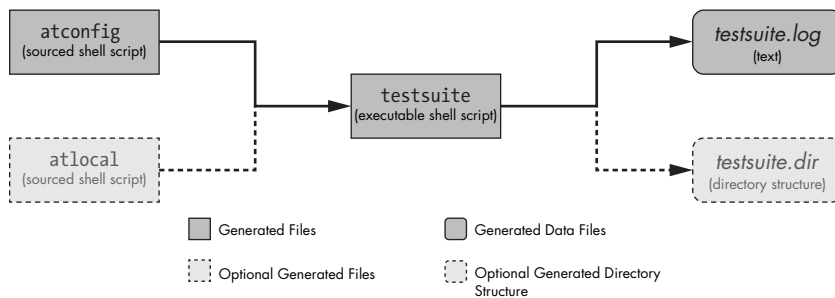 atconfig
(sourced shell script)
testsuite.log
(text)
testsuite
(executable shell script)
atlocal
(sourced shell script)
testsuite.dir
(directory structure)
Generated Files
Generated Data Files
Optional Generated Files
Optional Generated Directory
Structure